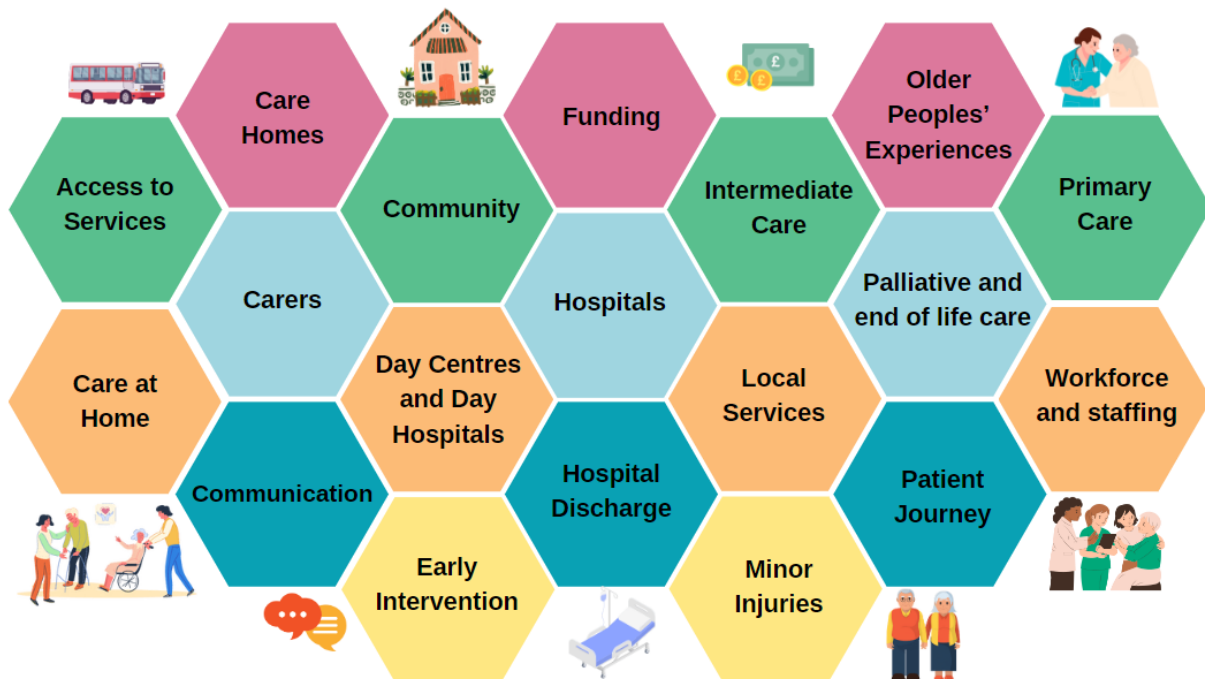 Care
Homes
Funding
Older
Peoples’
Experiences
Access to
Services
Community
Intermediate
Care
Primary
Care
Carers
Hospitals
Palliative and
end of life care
Care at
Home
Day Centres
and Day
Hospitals
Local
Services
Workforce
and staffing
Communication
Hospital
Discharge
Patient
Journey
Early
Intervention
Minor
Injuries